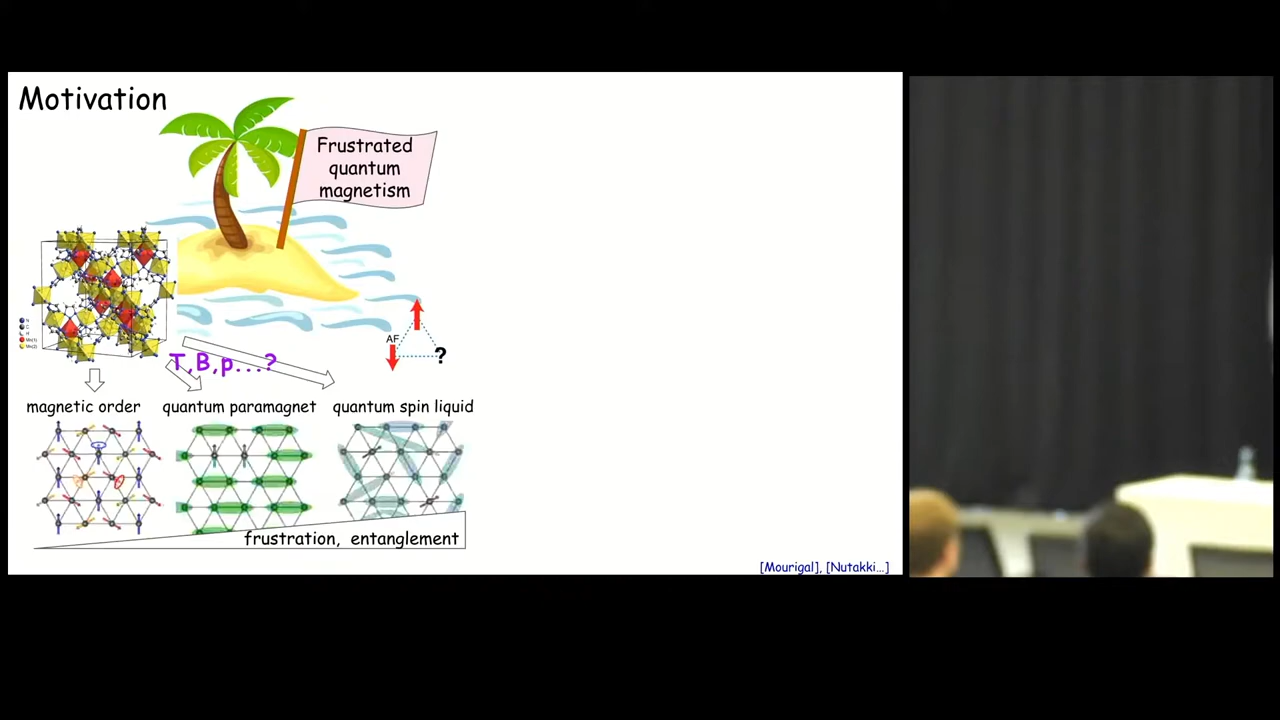 Motivation
Frustrated
quantum
magnetism
N
C
H
AF
?
T,B,p...?
magnetic order
quantum paramagnet
quantum spin liquid
frustration, entanglement
[Mourigal], [Nutakki...]